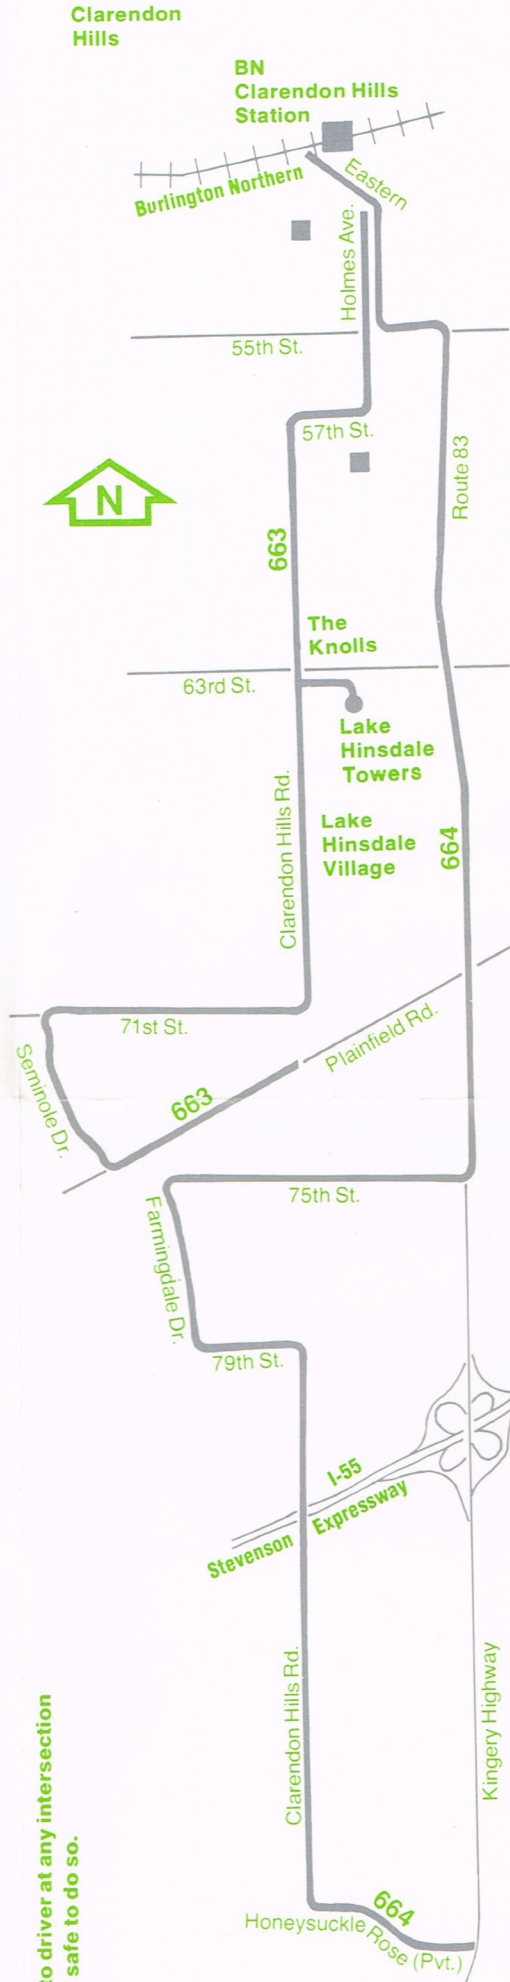 Clarendon
Hills
BN
Clarendon Hills
Station
Burlington Northern
Eastern
Holmes Ave.
55th St.
57th St.
Route 83
N
663
The
Knolls
63rd St.
Lake
Hinsdale
Towers
Clarendon Hills Rd.
Lake
Hinsdale
Village
664
71st St.
Plainfield Rd.
Seminole Dr.
663
75th St.
Farmingdale Dr.
79th St.
I-55
Stevenson Expressway
Clarendon Hills Rd.
Kingery Highway
to driver at any intersection
safe to do so.
664
Honeysuckle Rose (Pvt.)